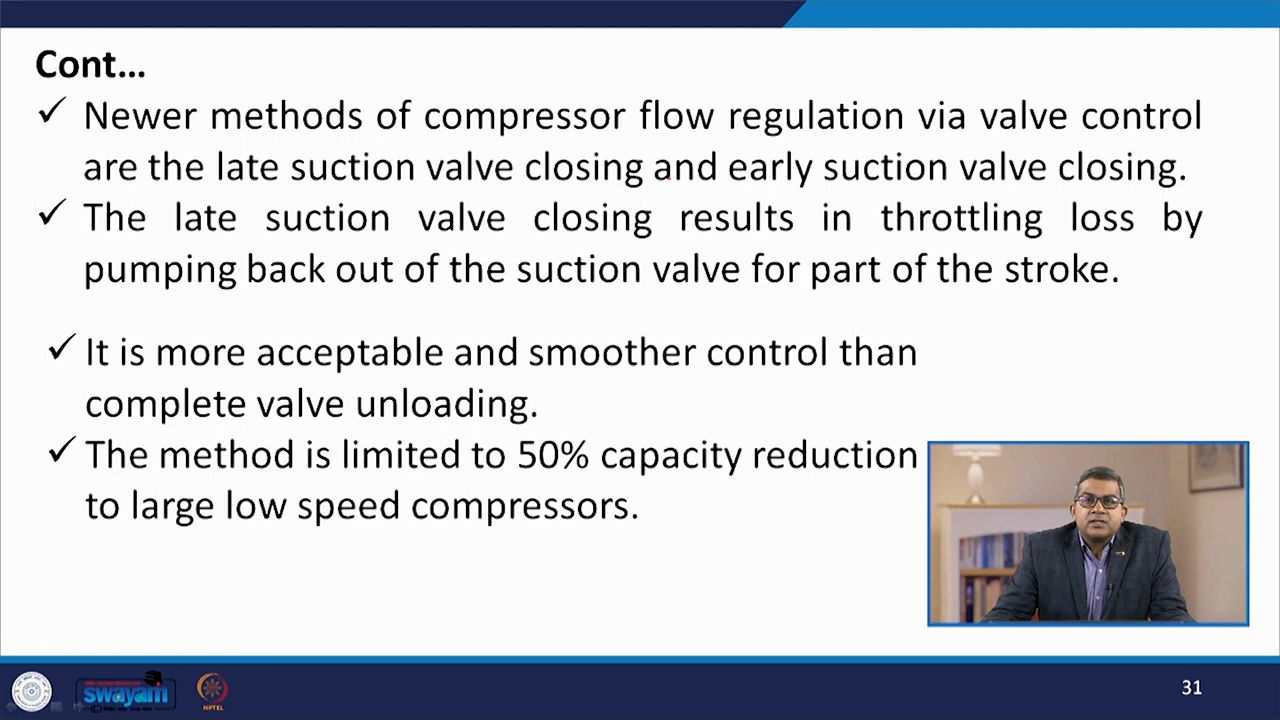 Cont...
✓ Newer methods of compressor flow regulation via valve control
are the late suction valve closing and early suction valve closing.
✓ The late suction valve closing results in throttling loss by
pumping back out of the suction valve for part of the stroke.
✓ It is more acceptable and smoother control than
complete valve unloading.
✓ The method is limited to 50% capacity reduction
to large low speed compressors.
swayam
NPTEL
31